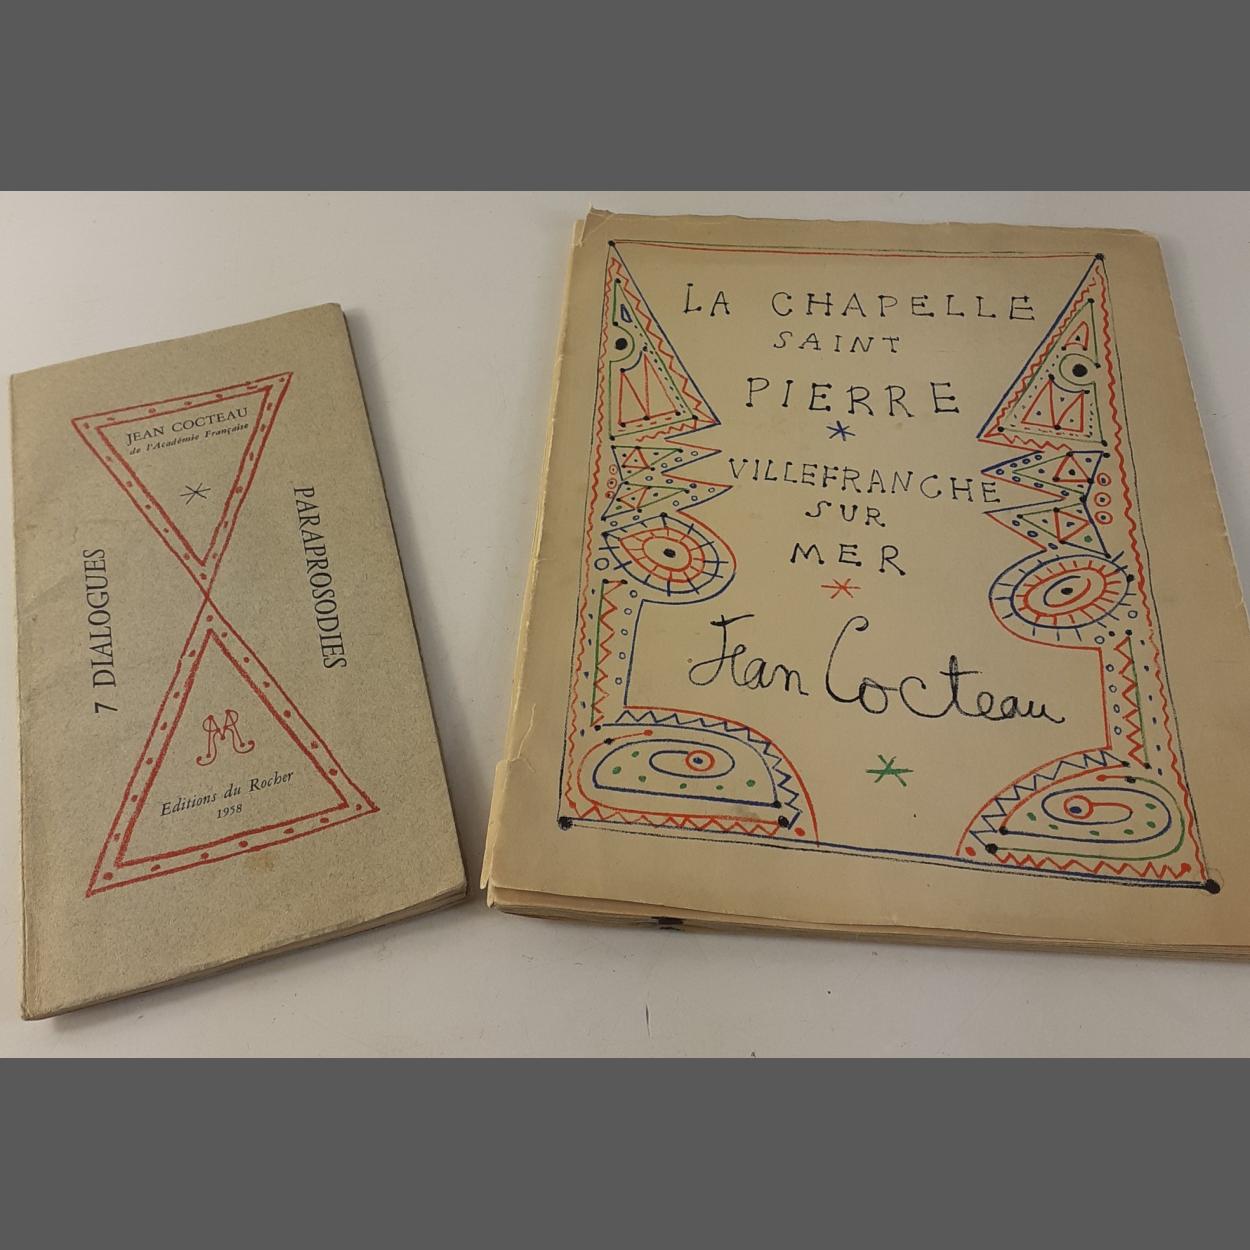 JEAN COCTEAU
de l'Académie Française
7 DIALOGUES
PARAPROSODIES
MR
Editions du Rocher
1958
LA CHAPELLE
SAINT
PIERRE
VILLEFRANCHE
SUR
MER
Jean Cocteau